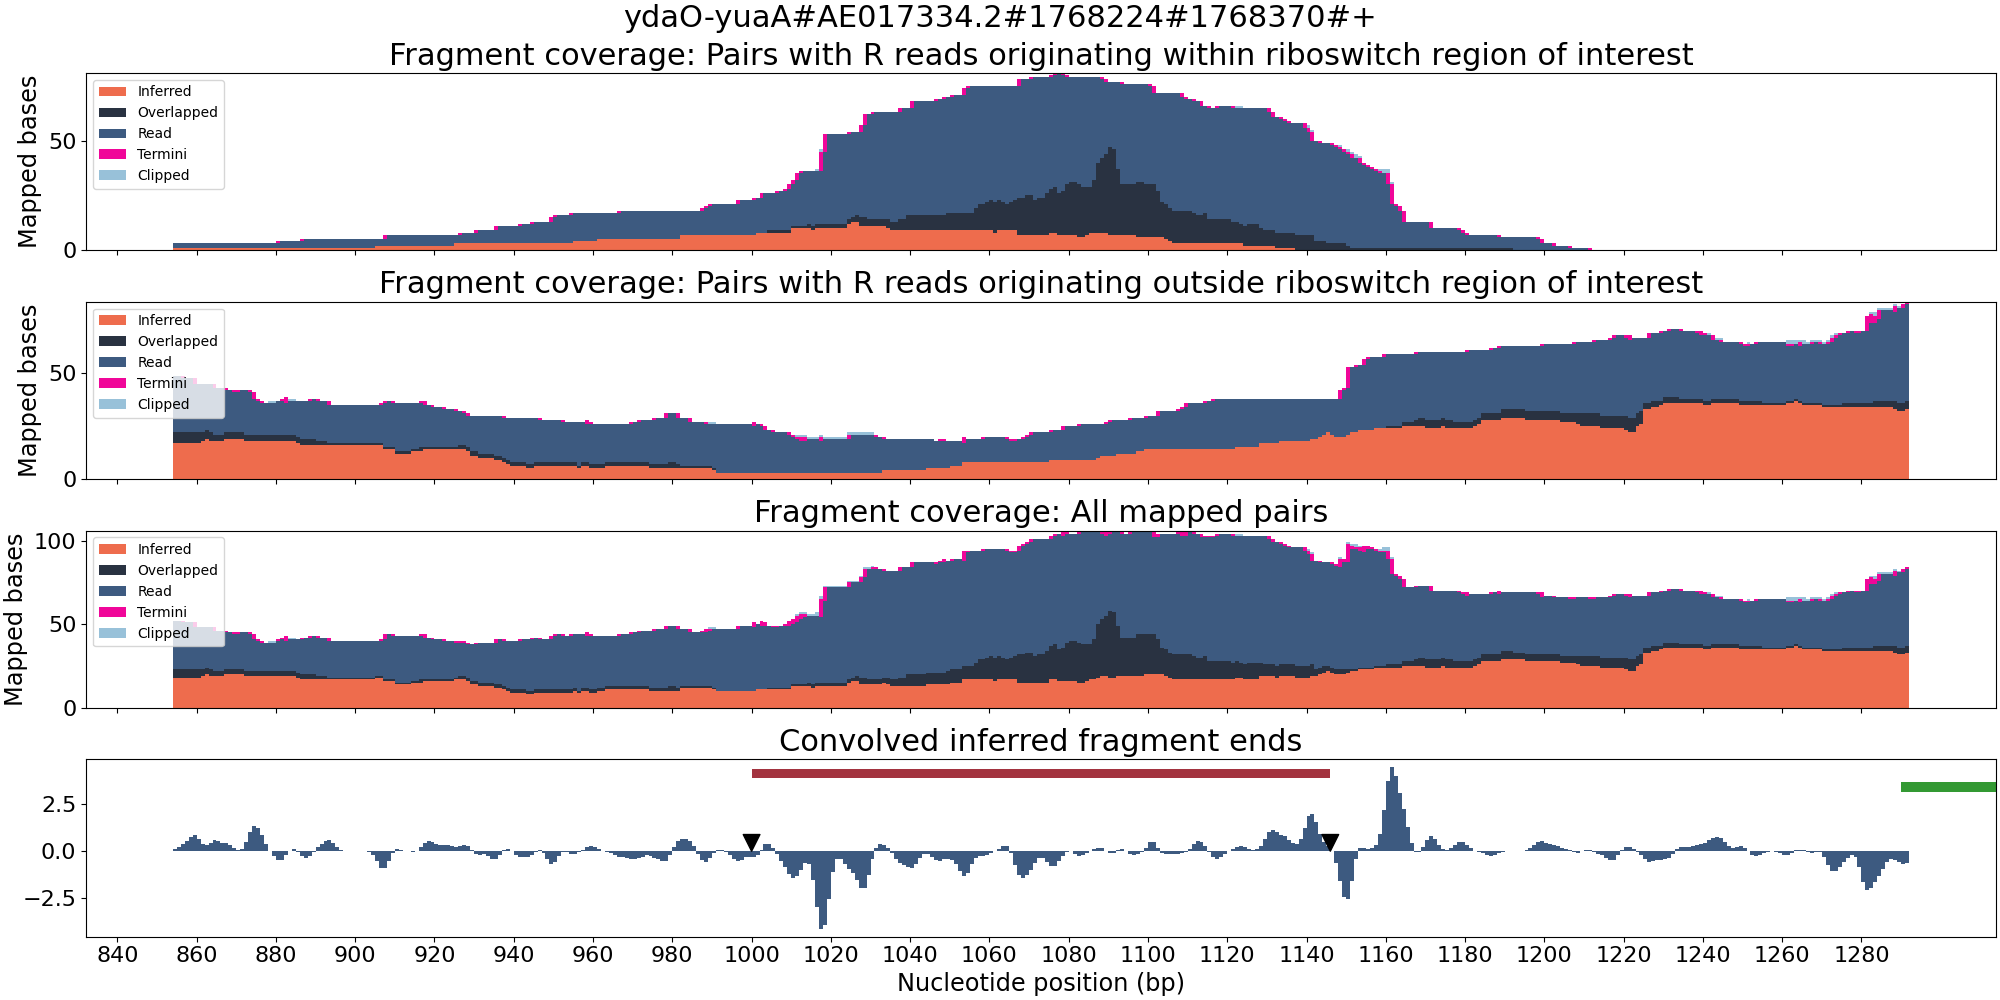 ydaO-yuaA#AE017334.2#1768224#1768370#+
Fragment coverage: Pairs with R reads originating within riboswitch region of interest
Mapped bases
50
0
Inferred
Overlapped
Read
Termini
Clipped
Fragment coverage: Pairs with R reads originating outside riboswitch region of interest
Mapped bases
50
0
Inferred
Overlapped
Read
Termini
Clipped
Fragment coverage: All mapped pairs
Mapped bases
100
50
0
Inferred
Overlapped
Read
Termini
Clipped
Convolved inferred fragment ends
2.5
0.0
−2.5
840 860 880 900 920 940 960 980 1000 1020 1040 1060 1080 1100 1120 1140 1160 1180 1200 1220 1240 1260 1280
Nucleotide position (bp)